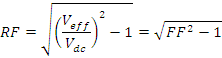 RF = √((V_eff / V_dc)² − 1) = √(FF² − 1)